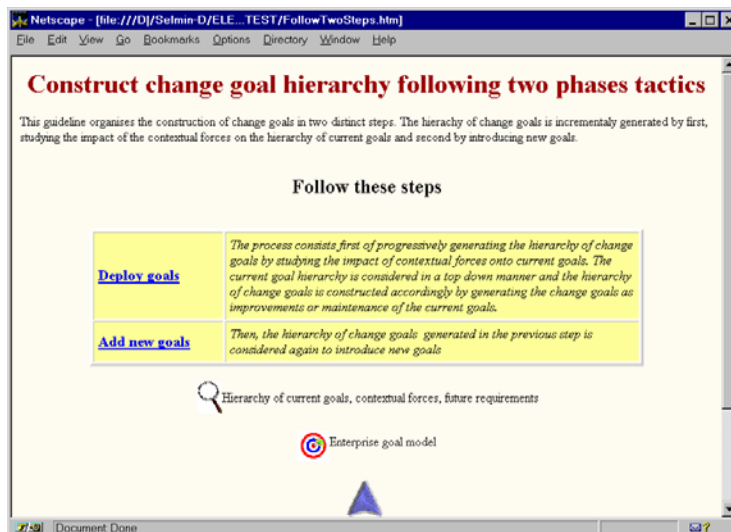 Netscape - [file:///D|/Selmin-D/ELE...TEST/FollowTwoSteps.htm]
File Edit View Go Bookmarks Options Directory Window Help
Construct change goal hierarchy following two phases tactics
This guideline organises the construction of change goals in two distinct steps. The hierachy of change goals is incrementaly generated by first,
studying the impact of the contextual forces on the hierarchy of current goals and second by introducing new goals.
Follow these steps
Deploy goals
The process consists first of progressively generating the hierarchy of change
goals by studying the impact of contextual forces onto current goals. The
current goal hierarchy is considered in a top down manner and the hierarchy
of change goals is constructed accordingly by generating the change goals as
improvements or maintenance of the current goals.
Add new goals
Then, the hierarchy of change goals generated in the previous step is
considered again to introduce new goals
Hierarchy of current goals, contextual forces, future requirements
Enterprise goal model
Document Done